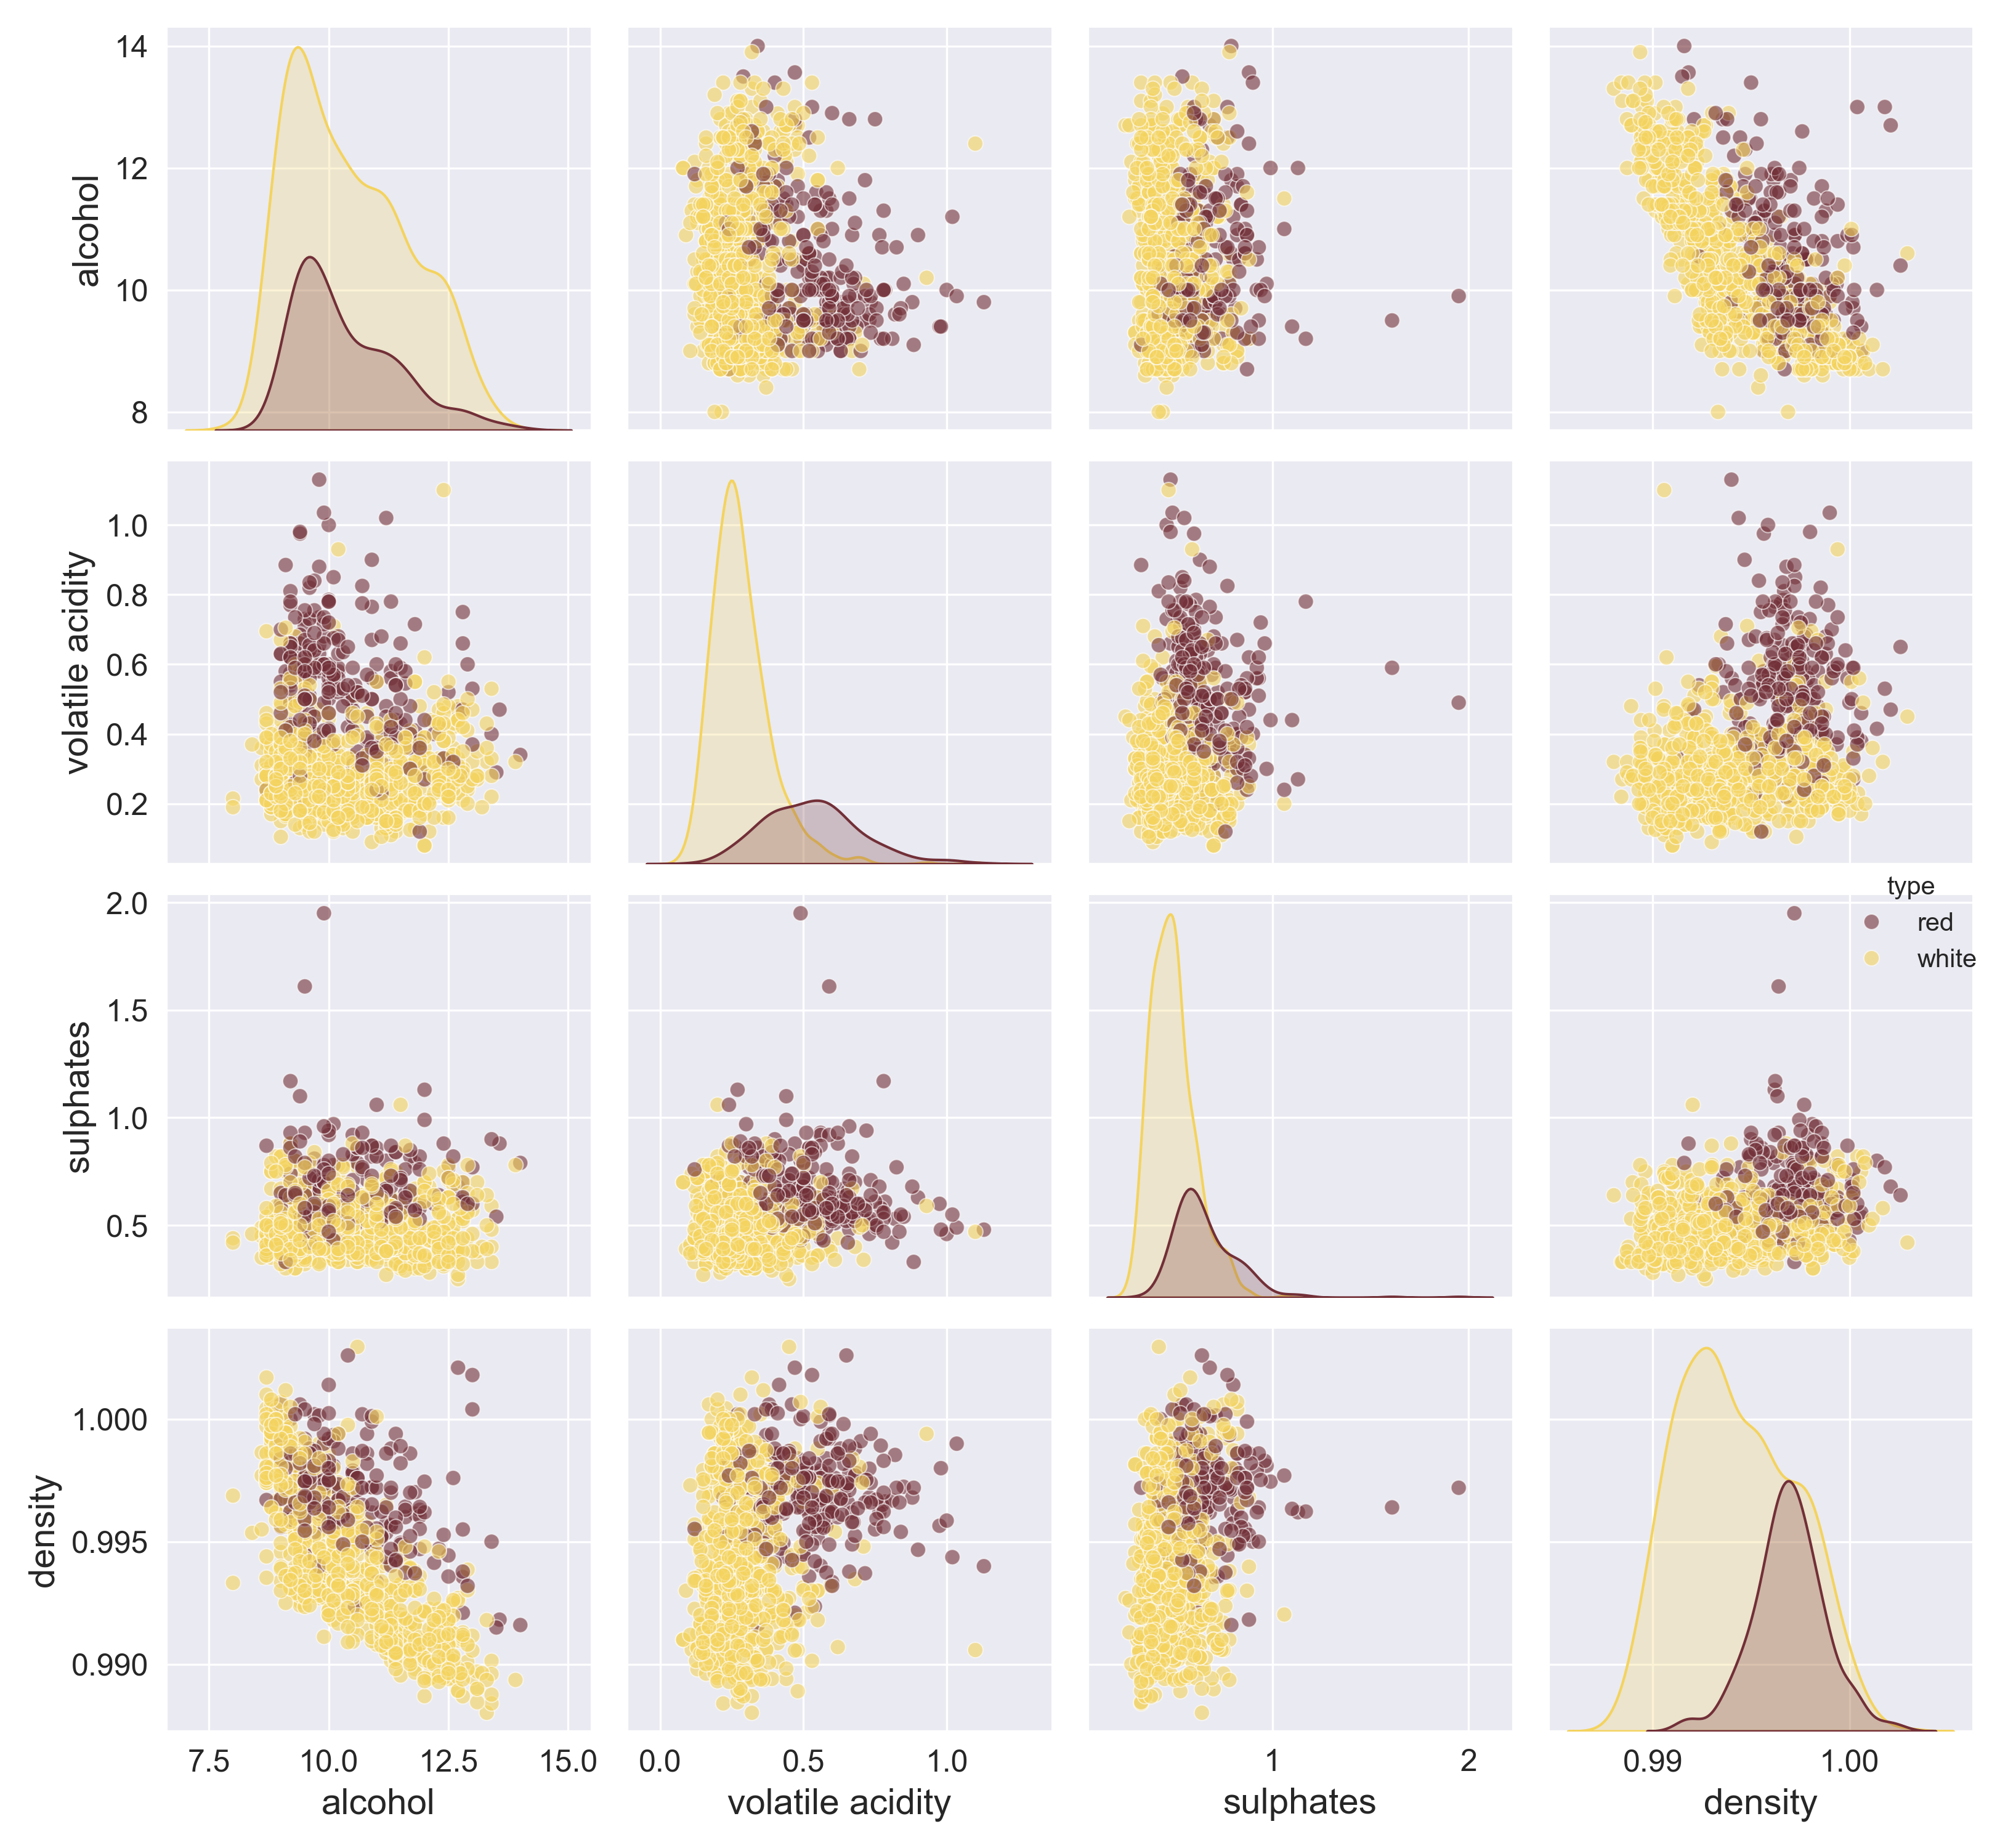 14
12
10
8
alcohol
1.0
0.8
0.6
0.4
0.2
volatile acidity
type
red
white
2.0
1.5
1.0
0.5
sulphates
1.000
0.995
0.990
density
7.5 10.0 12.5 15.0
0.0 0.5 1.0
1 2
0.99 1.00
alcohol
volatile acidity
sulphates
density